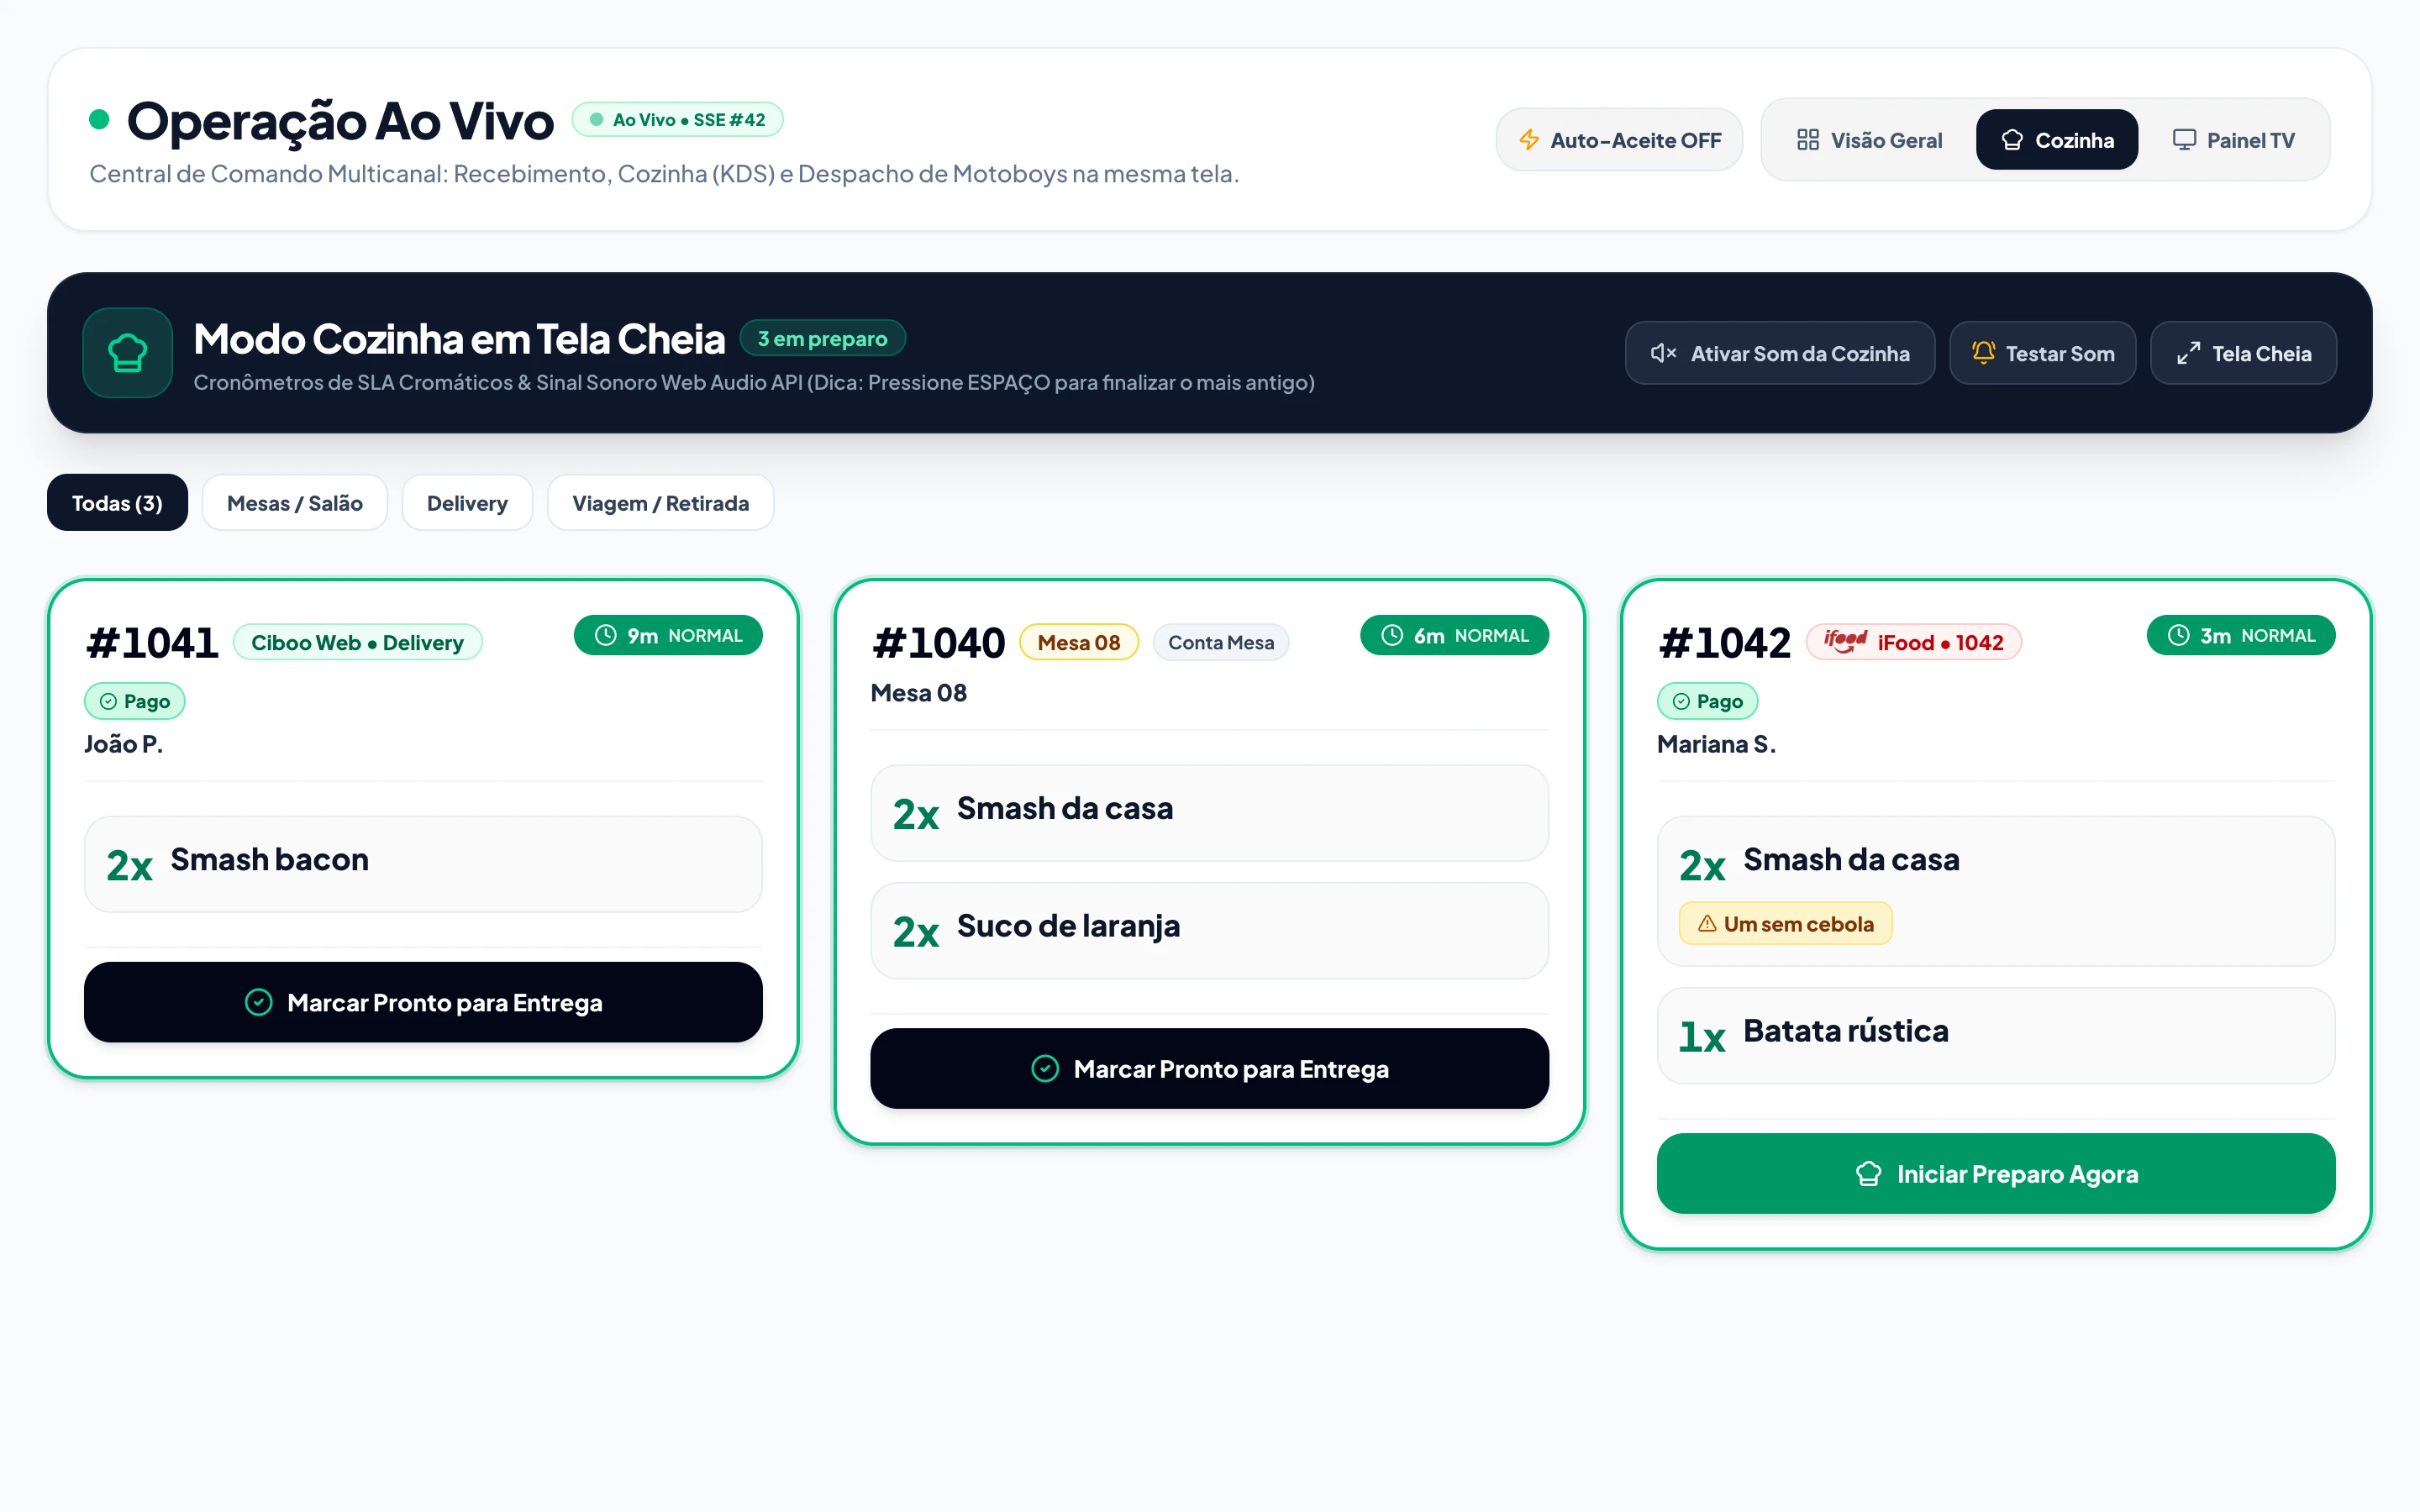 Operação Ao Vivo
Ao Vivo • SSE #42
Central de Comando Multicanal: Recebimento, Cozinha (KDS) e Despacho de Motoboys na mesma tela.
Auto-Aceite OFF
Visão Geral
Cozinha
Painel TV
Modo Cozinha em Tela Cheia
3 em preparo
Cronômetros de SLA Cromáticos & Sinal Sonoro Web Audio API (Dica: Pressione ESPAÇO para finalizar o mais antigo)
Ativar Som da Cozinha
Testar Som
Tela Cheia
Todas (3)
Mesas / Salão
Delivery
Viagem / Retirada
#1041
Ciboo Web • Delivery
9m NORMAL
Pago
João P.
2x Smash bacon
Marcar Pronto para Entrega
#1040
Mesa 08
Conta Mesa
6m NORMAL
Mesa 08
2x Smash da casa
2x Suco de laranja
Marcar Pronto para Entrega
#1042
ifood iFood • 1042
3m NORMAL
Pago
Mariana S.
2x Smash da casa
Um sem cebola
1x Batata rústica
Iniciar Preparo Agora